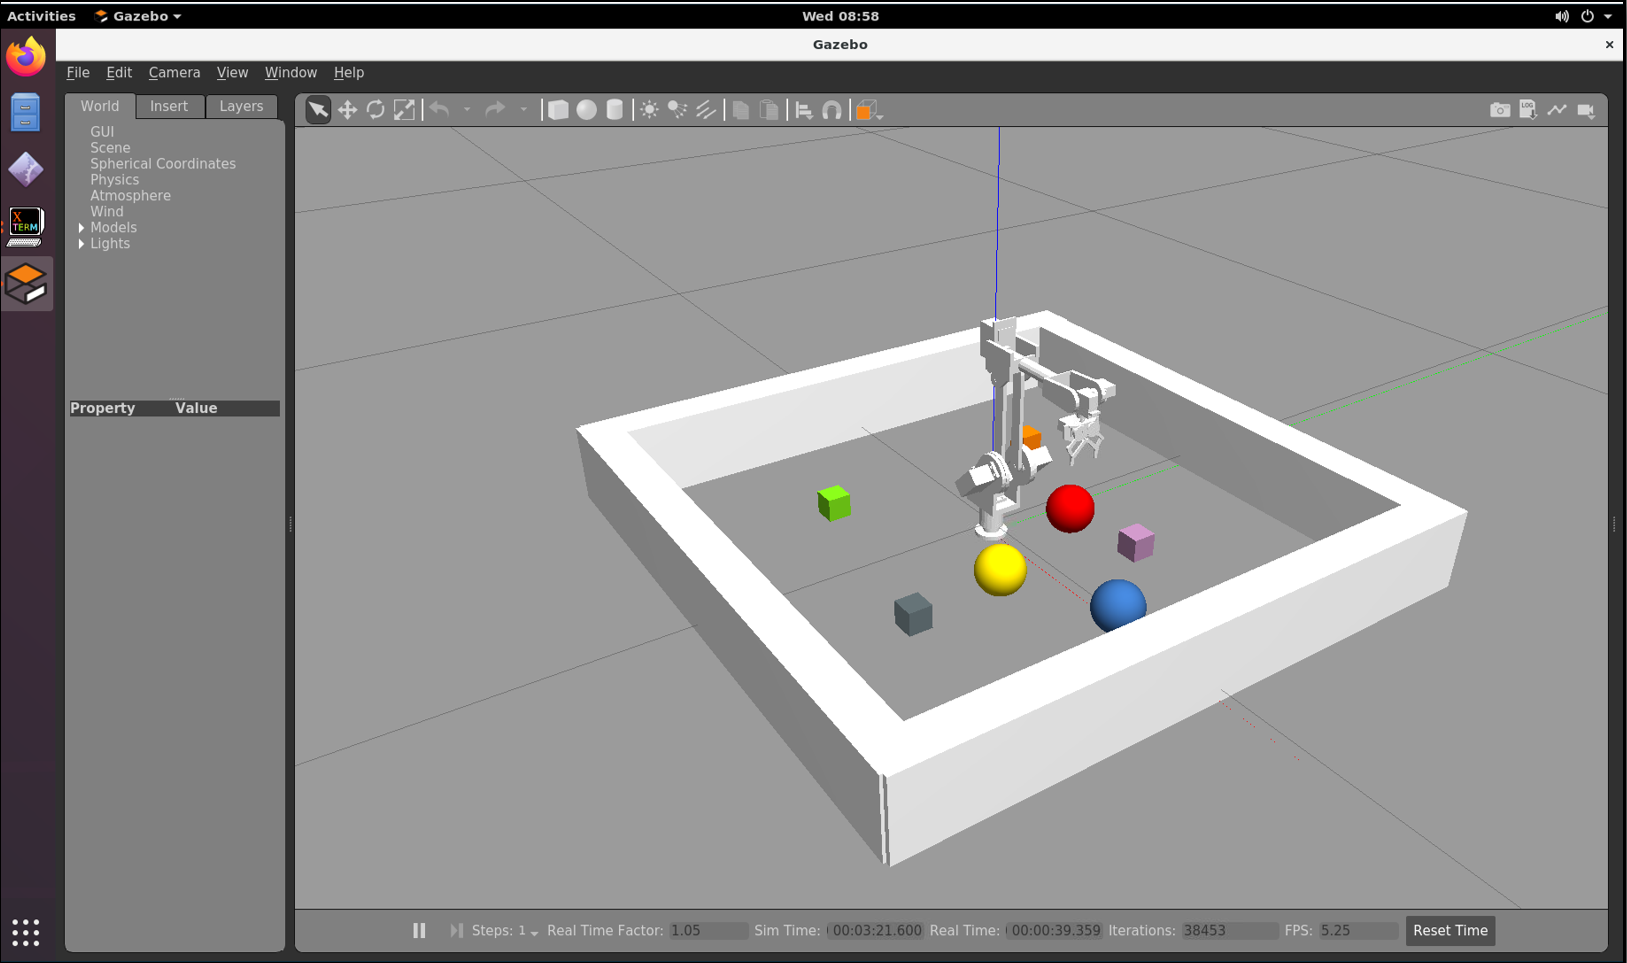 Activities Gazebo Wed 08:58
Gazebo
File Edit Camera View Window Help
World Insert Layers
LOG
GUI
Scene
Spherical Coordinates
Physics
Atmosphere
Wind
X
TERM
Models
Lights
Property Value
Steps: 1 Real Time Factor: 1.05 Sim Time: 00:03:21.600 Real Time: 00:00:39.359 Iterations: 38453 FPS: 5.25 Reset Time